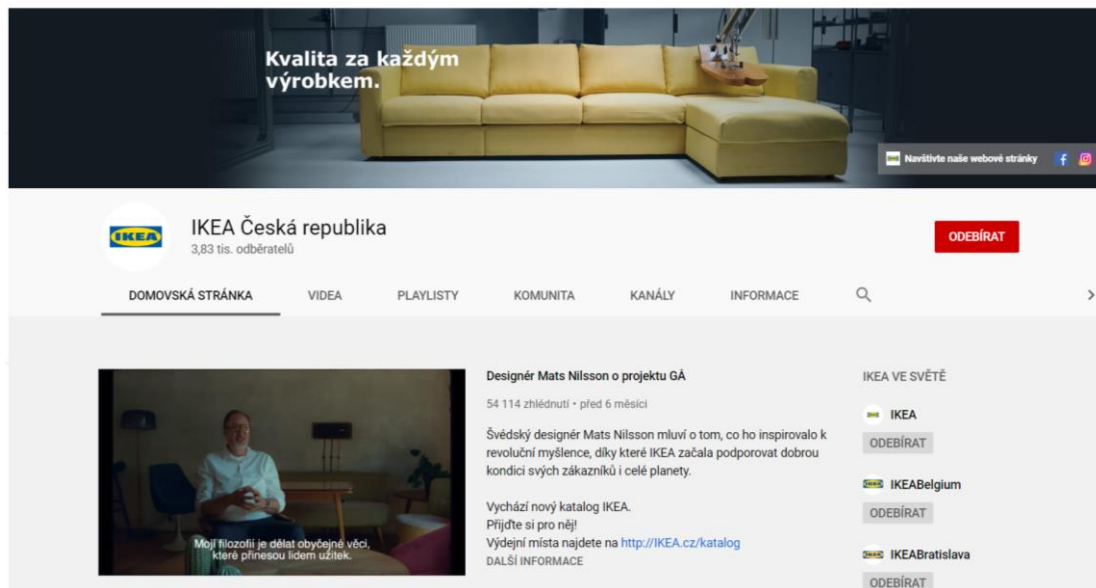 Kvalita za každým
výrobkem.
Navštivte naše webové stránky
IKEA
IKEA Česká republika
3,83 tis. odběratelů
ODEBÍRAT
DOMOVSKÁ STRÁNKA
VIDEA
PLAYLISTY
KOMUNITA
KANÁLY
INFORMACE
Mojí filozofií je dělat obyčejné věci,
které přinesou lidem užitek.
Designér Mats Nilsson o projektu GÅ
54 114 zhlédnutí • před 6 měsíci
Švédský designér Mats Nilsson mluví o tom, co ho inspirovalo k
revoluční myšlence, díky které IKEA začala podporovat dobrou
kondici svých zákazníků i celé planety.
Vychází nový katalog IKEA.
Přijďte si pro něj!
Výdejní místa najdete na http://IKEA.cz/katalog
DALŠÍ INFORMACE
IKEA VE SVĚTĚ
IKEA
ODEBÍRAT
IKEABelgium
ODEBÍRAT
IKEABratislava
ODEBÍRAT